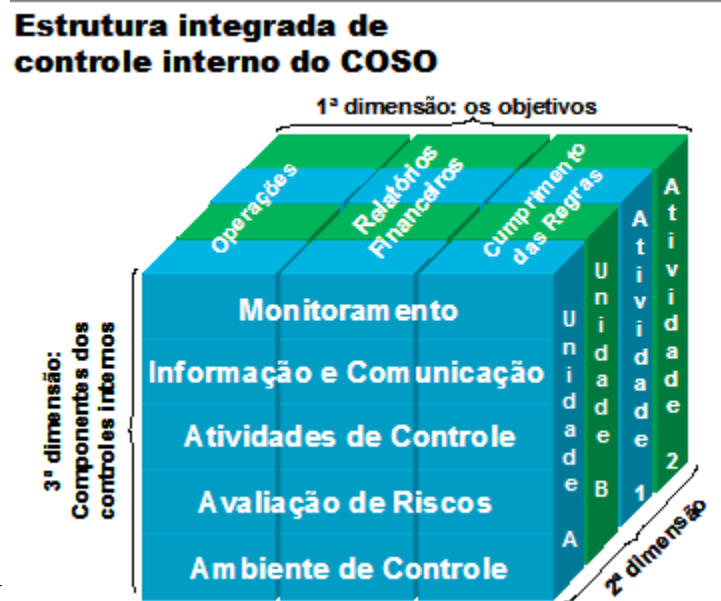 Estrutura integrada de
controle interno do COSO
1ª dimensão: os objetivos
Operações
Relatórios
Financeiros
Cumprimento
das Regras
Monitoramento
Informação e Comunicação
Atividades de Controle
Avaliação de Riscos
Ambiente de Controle
Unidade A
Unidade B
Atividade 1
Atividade 2
3ª dimensão:
Componentes dos
controles internos
2ª dimensão